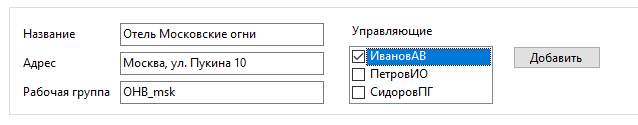 Название
Отель Московские огни
Адрес
Москва, ул. Пукина 10
Рабочая группа
OHB_msk
Управляющие
ИвановАВ
ПетровИО
СидоровПГ
Добавить